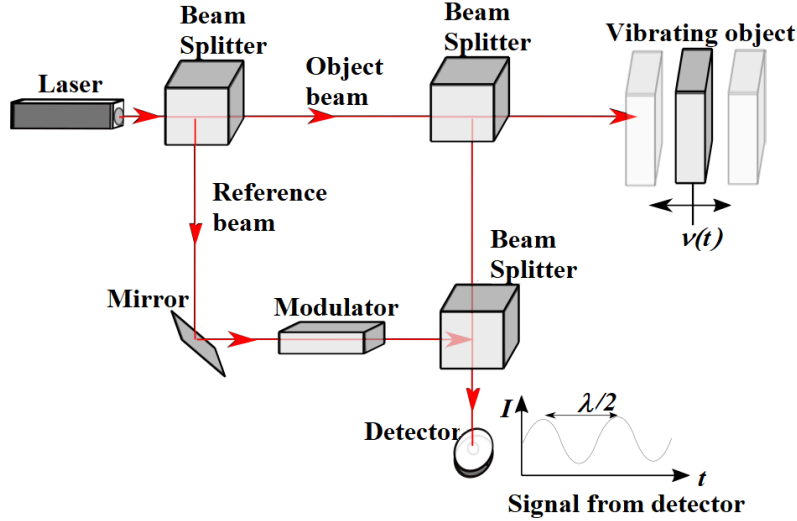 Beam
Splitter
Beam
Splitter
Vibrating object
Laser
Object
beam
Reference
beam
ν(t)
Beam
Splitter
Mirror
Modulator
Detector
I
λ/2
t
Signal from detector